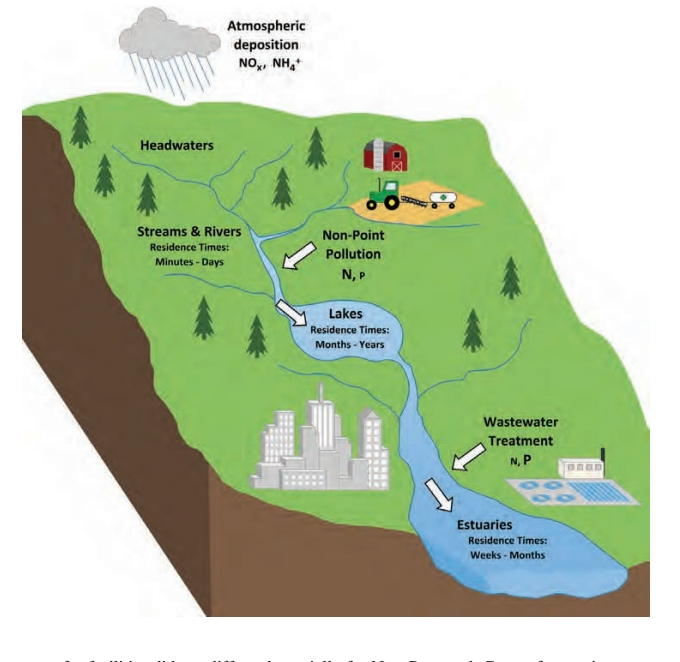 Atmospheric
deposition
NOx, NH4+
Headwaters
Streams & Rivers
Residence Times:
Minutes - Days
Non-Point
Pollution
N, P
Lakes
Residence Times:
Months - Years
Wastewater
Treatment
N, P
Estuaries
Residence Times:
Weeks - Months